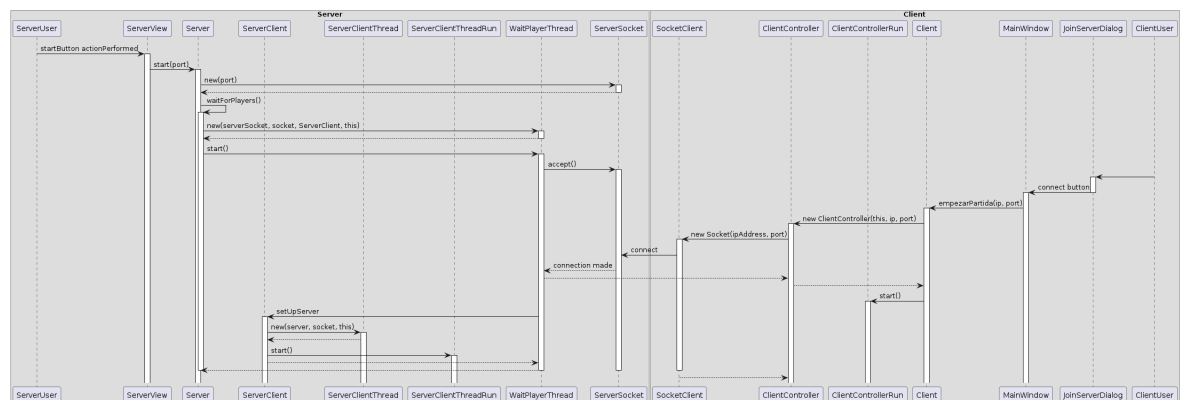 Server
Client
ServerUser
ServerView
Server
ServerClient
ServerClientThread
ServerClientThreadRun
WaitPlayerThread
ServerSocket
SocketClient
ClientController
ClientControllerRun
Client
MainWindow
JoinServerDialog
ClientUser
startButton actionPerformed
start(port)
new(port)
waitForPlayers()
new(serverSocket, socket, ServerClient, this)
start()
accept()
connect button
empezarPartida(ip, port)
new ClientController(this, ip, port)
new Socket(ipAddress, port)
connect
connection made
start()
setUpServer
new(server, socket, this)
start()
ServerUser
ServerView
Server
ServerClient
ServerClientThread
ServerClientThreadRun
WaitPlayerThread
ServerSocket
SocketClient
ClientController
ClientControllerRun
Client
MainWindow
JoinServerDialog
ClientUser